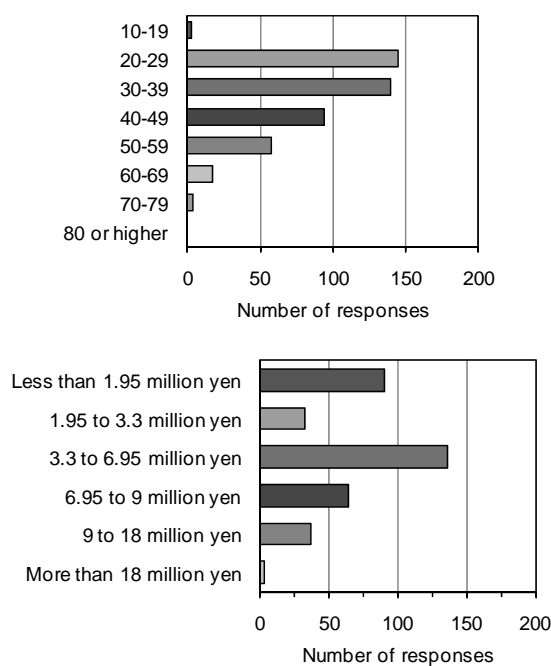 10-19
20-29
30-39
40-49
50-59
60-69
70-79
80 or higher
0 50 100 150 200
Number of responses
Less than 1.95 million yen
1.95 to 3.3 million yen
3.3 to 6.95 million yen
6.95 to 9 million yen
9 to 18 million yen
More than 18 million yen
0 50 100 150 200
Number of responses